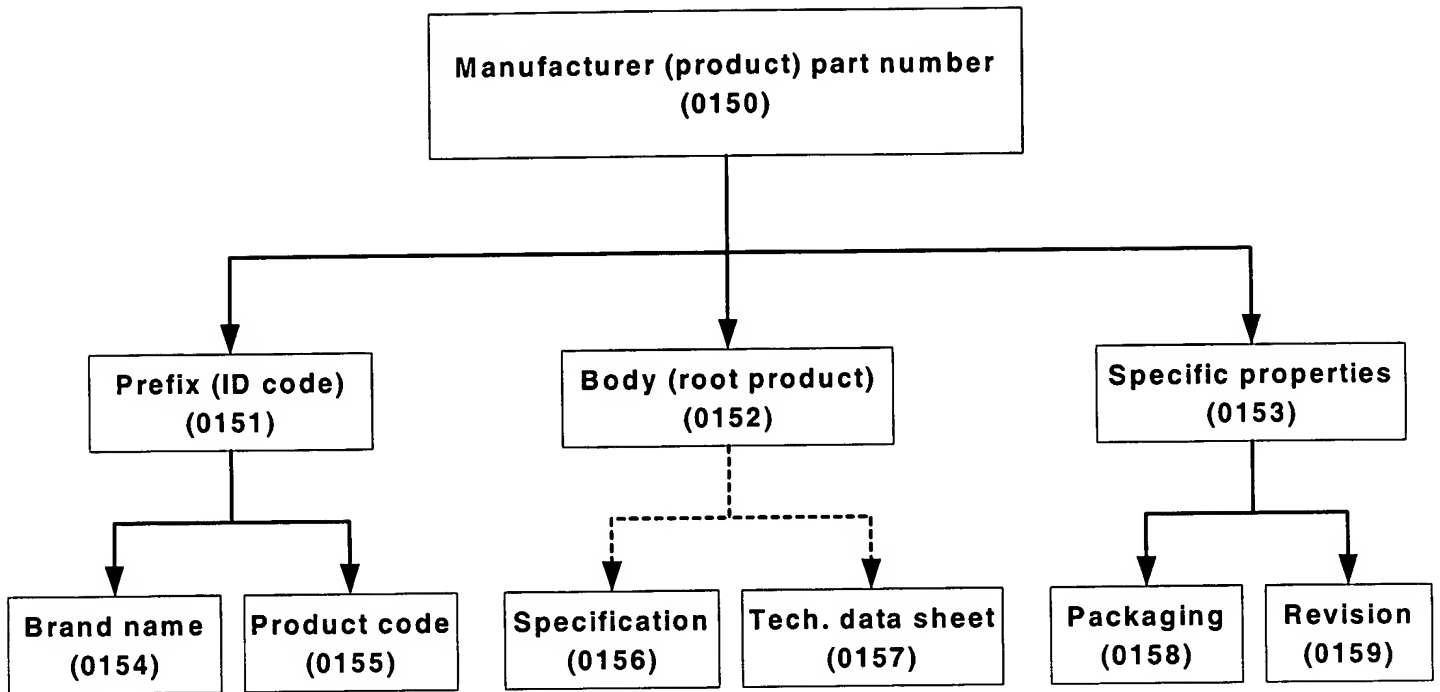 Manufacturer (product) part number
(0150)
Prefix (ID code)
(0151)
Body (root product)
(0152)
Specific properties
(0153)
Brand name
(0154)
Product code
(0155)
Specification
(0156)
Tech. data sheet
(0157)
Packaging
(0158)
Revision
(0159)